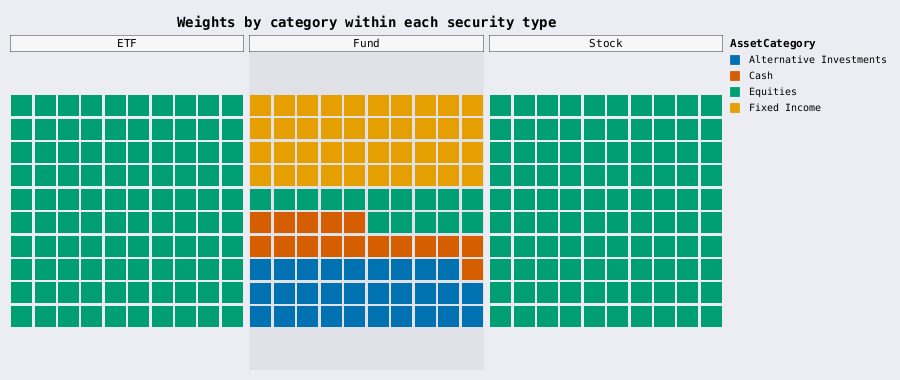 Weights by category within each security type
ETF
Fund
Stock
AssetCategory
Alternative Investments
Cash
Equities
Fixed Income